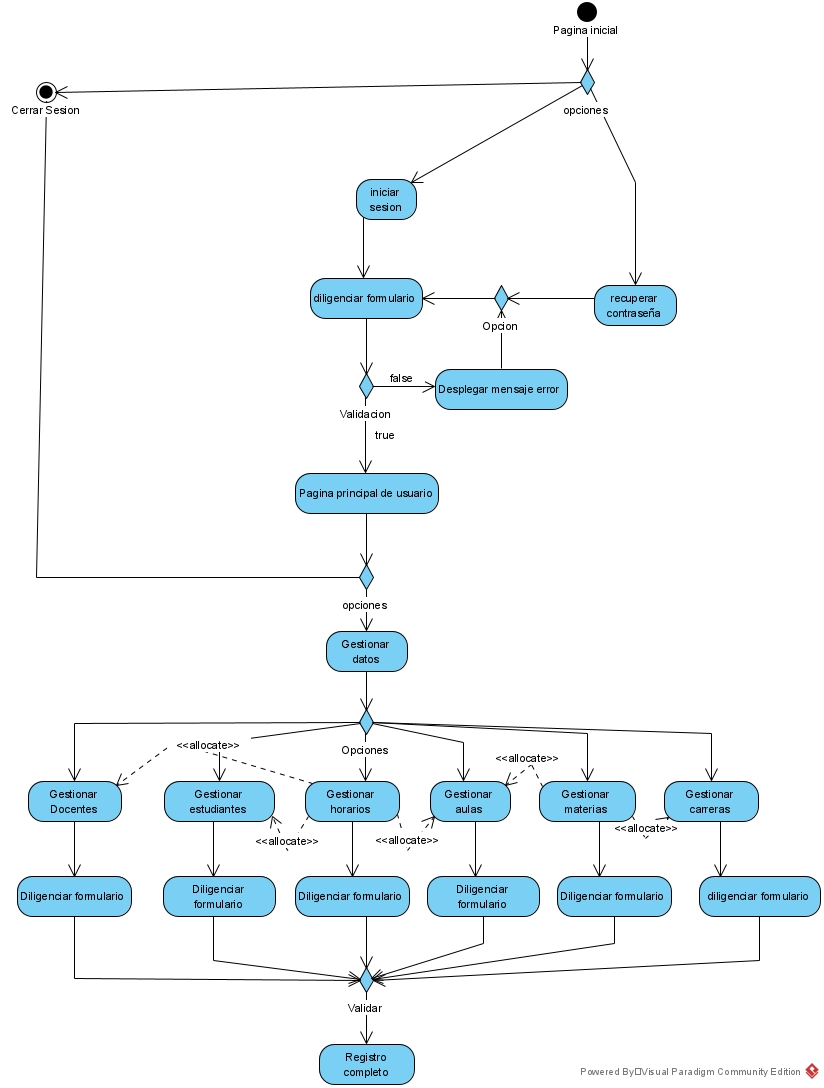 Pagina inicial
Cerrar Sesion
opciones
iniciar
sesion
diligenciar formulario
recuperar
contraseña
Opcion
false
Desplegar mensaje error
Validacion
true
Pagina principal de usuario
opciones
Gestionar
datos
<<allocate>>
Opciones
<<allocate>>
Gestionar
Docentes
Gestionar
estudiantes
Gestionar
horarios
Gestionar
aulas
Gestionar
materias
Gestionar
carreras
<<allocate>>
<<allocate>>
<<allocate>>
Diligenciar formulario
Diligenciar
formulario
Diligenciar formulario
Diligenciar
formulario
Diligenciar formulario
diligenciar formulario
Validar
Registro
completo
Powered By□Visual Paradigm Community Edition